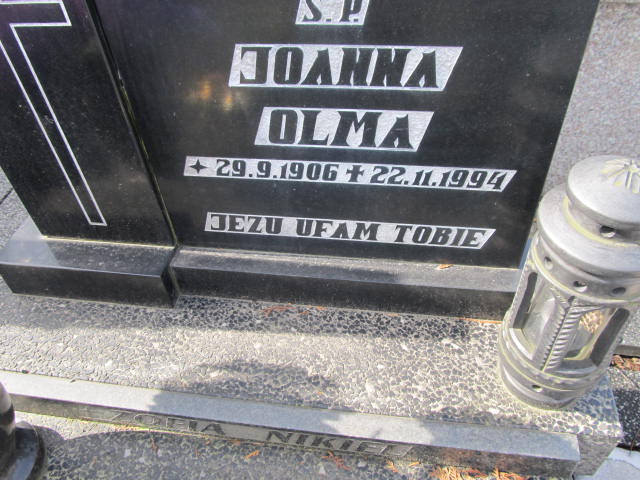 Ś.P.
JOANNA
OLMA
29.9.1906 22.11.1994
JEZU UFAM TOBIE
ZOFIA NIKIEL